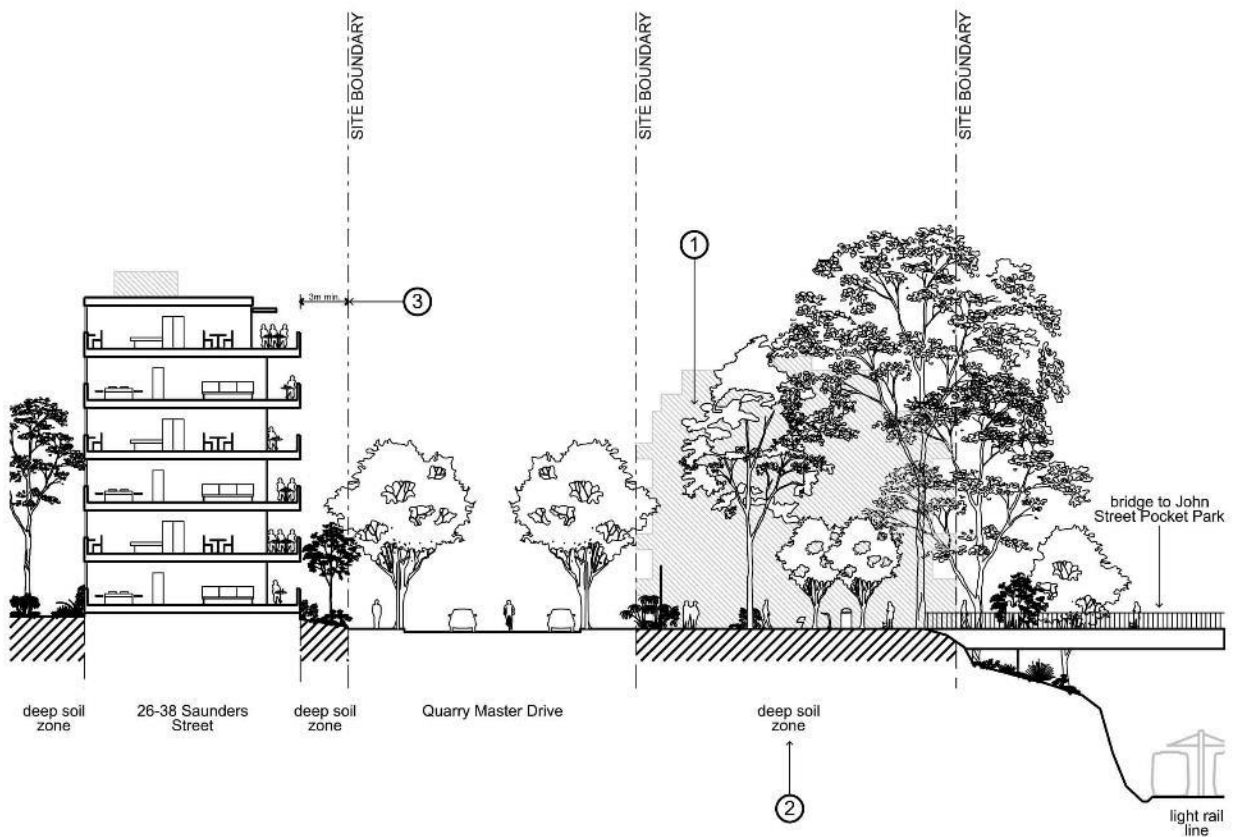 SITE BOUNDARY
SITE BOUNDARY
SITE BOUNDARY
1
3m min.
3
bridge to John
Street Pocket Park
deep soil
zone
26-38 Saunders
Street
deep soil
zone
Quarry Master Drive
deep soil
zone
2
light rail
line